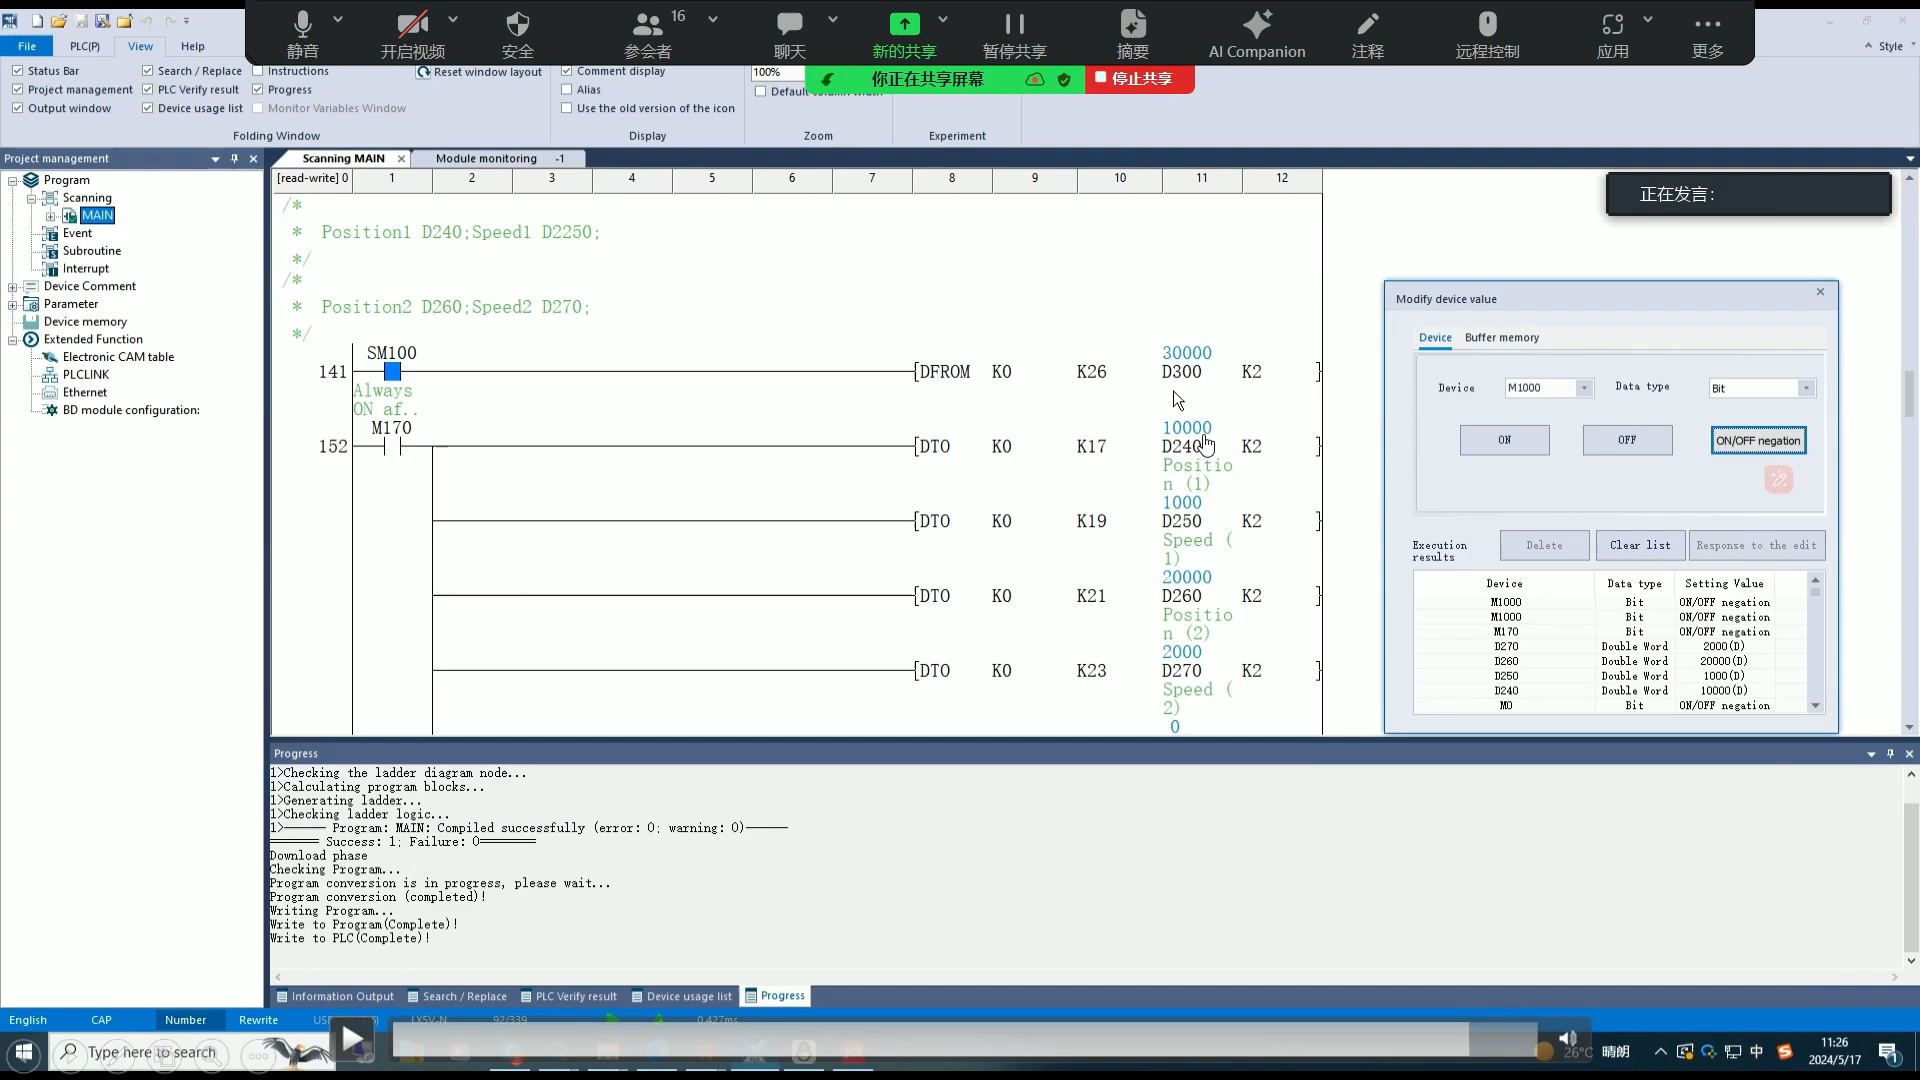 静音
开启视频
安全
16
参会者
聊天
新的共享
暂停共享
摘要
AI Companion
注释
远程控制
应用
更多
你正在共享屏幕
停止共享
File
PLC(P)
View
Help
Style
Status Bar
Search / Replace
Instructions
Reset window layout
Comment display
100%
Project management
PLC Verify result
Progress
Alias
Output window
Device usage list
Monitor Variables Window
Use the old version of the icon
Folding Window
Display
Zoom
Experiment
Project management
Program
Scanning
MAIN
Event
Subroutine
Interrupt
Device Comment
Parameter
Device memory
Extended Function
Electronic CAM table
PLCLINK
Ethernet
BD module configuration:
Scanning MAIN
Module monitoring -1
[read-write] 0 1 2 3 4 5 6 7 8 9 10 11 12
/*
* Position1 D240;Speed1 D2250;
*/
/*
* Position2 D260;Speed2 D270;
*/
SM100
30000
141 [DFROM K0 K26 D300 K2 ]
Always
ON af..
M170
10000
152 [DTO K0 K17 D240 K2 ]
Positio
n (1)
1000
[DTO K0 K19 D250 K2 ]
Speed (
1)
20000
[DTO K0 K21 D260 K2 ]
Positio
n (2)
2000
[DTO K0 K23 D270 K2 ]
Speed (
2)
0
正在发言:
Modify device value
Device
Buffer memory
Device
M1000
Data type
Bit
ON
OFF
ON/OFF negation
Execution
results
Delete
Clear list
Response to the edit
Device Data type Setting Value
M1000 Bit ON/OFF negation
M1000 Bit ON/OFF negation
M170 Bit ON/OFF negation
D270 Double Word 2000(D)
D260 Double Word 20000(D)
D250 Double Word 1000(D)
D240 Double Word 10000(D)
M0 Bit ON/OFF negation
Progress
1>Checking the ladder diagram node...
1>Calculating program blocks...
1>Generating ladder...
1>Checking ladder logic...
1>—— Program: MAIN: Compiled successfully (error: 0; warning: 0)——
====== Success: 1; Failure: 0=======
Download phase
Checking Program...
Program conversion is in progress, please wait...
Program conversion (completed)!
Writing Program...
Write to Program(Complete)!
Write to PLC(Complete)!
Information Output
Search / Replace
PLC Verify result
Device usage list
Progress
English
CAP
Number
Rewrite
LX5V-N
92/339
0.427ms
Type here to search
26°C
晴朗
中
11:26
2024/5/17
1